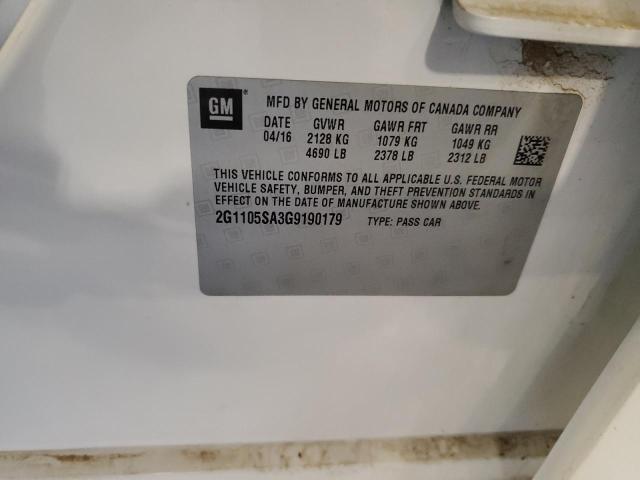 GM
MFD BY GENERAL MOTORS OF CANADA COMPANY
DATE GVWR GAWR FRT GAWR RR
04/16 2128 KG 1079 KG 1049 KG
4690 LB 2378 LB 2312 LB
THIS VEHICLE CONFORMS TO ALL APPLICABLE U.S. FEDERAL MOTOR
VEHICLE SAFETY, BUMPER, AND THEFT PREVENTION STANDARDS IN
EFFECT ON THE DATE OF MANUFACTURE SHOWN ABOVE.
2G1105SA3G9190179 TYPE: PASS CAR